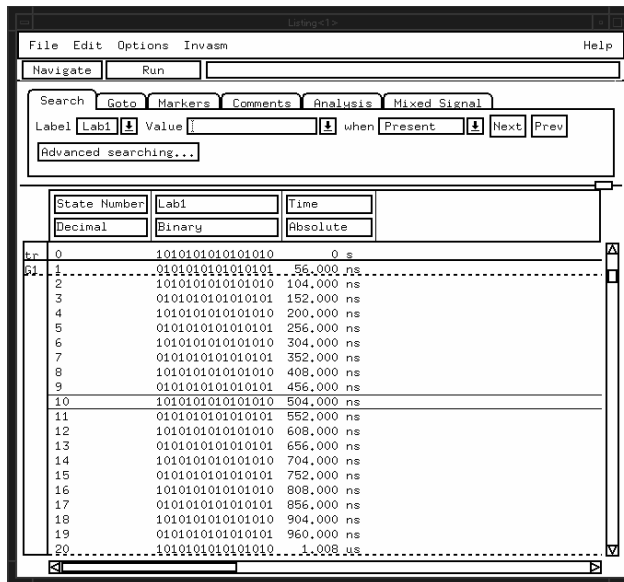 Listing<1>
File Edit Options Invasm Help
Navigate Run
Search Goto Markers Comments Analysis Mixed Signal
Label Lab1 Value when Present Next Prev
Advanced searching...
State Number Lab1 Time
Decimal Binary Absolute
tr 0 1010101010101010 0 s
G1 1 0101010101010101 56.000 ns
2 1010101010101010 104.000 ns
3 0101010101010101 152.000 ns
4 1010101010101010 200.000 ns
5 0101010101010101 256.000 ns
6 1010101010101010 304.000 ns
7 0101010101010101 352.000 ns
8 1010101010101010 408.000 ns
9 0101010101010101 456.000 ns
10 1010101010101010 504.000 ns
11 0101010101010101 552.000 ns
12 1010101010101010 608.000 ns
13 0101010101010101 656.000 ns
14 1010101010101010 704.000 ns
15 0101010101010101 752.000 ns
16 1010101010101010 808.000 ns
17 0101010101010101 856.000 ns
18 1010101010101010 904.000 ns
19 0101010101010101 960.000 ns
20 1010101010101010 1.008 us